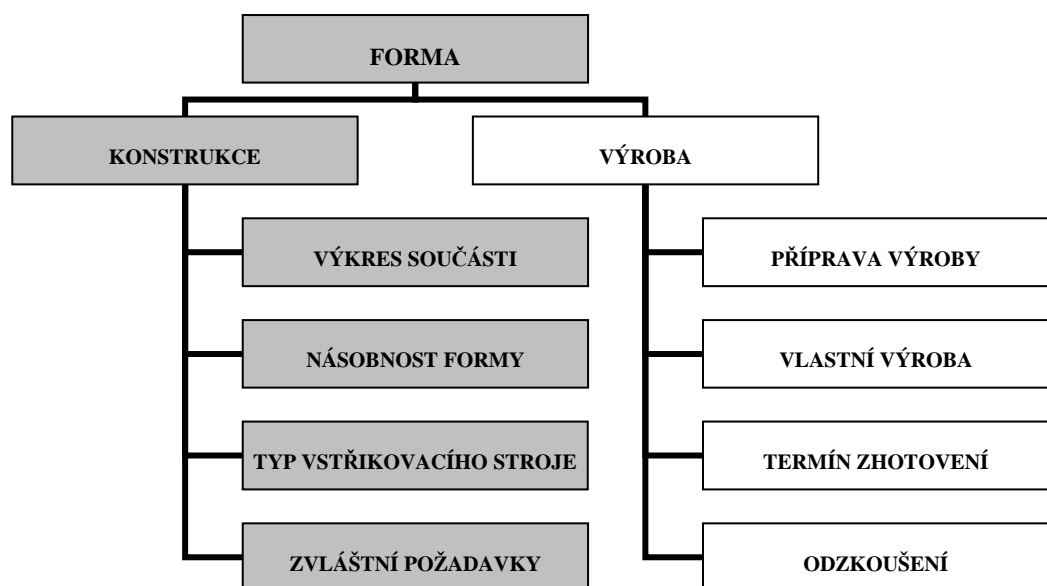 FORMA
KONSTRUKCE
VÝROBA
VÝKRES SOUČÁSTI
PŘÍPRAVA VÝROBY
NÁSOBNOST FORMY
VLASTNÍ VÝROBA
TYP VSTŘIKOVACÍHO STROJE
TERMÍN ZHOTOVENÍ
ZVLÁŠTNÍ POŽADAVKY
ODZKOUŠENÍ